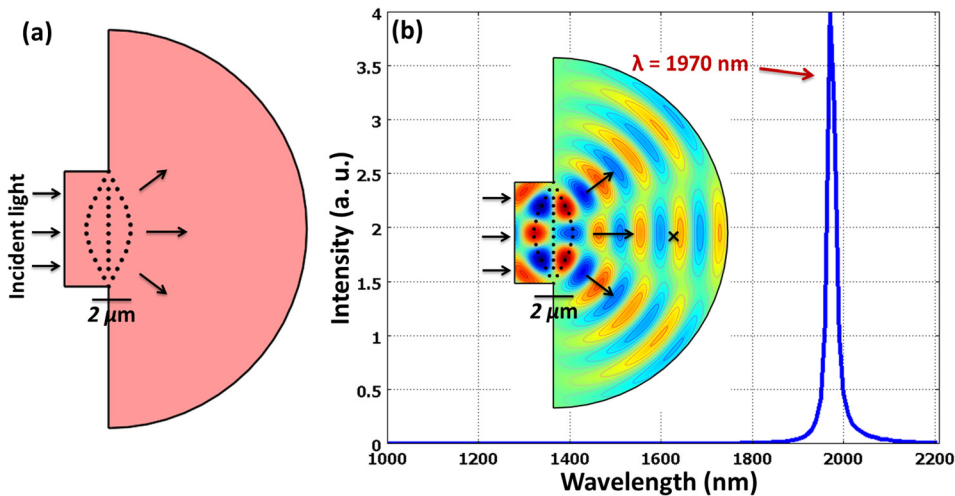 (a)
Incident light
2 μm
(b)
Intensity (a. u.)
4
3.5
3
2.5
2
1.5
1
0.5
0
λ = 1970 nm
2 μm
1000 1200 1400 1600 1800 2000 2200
Wavelength (nm)